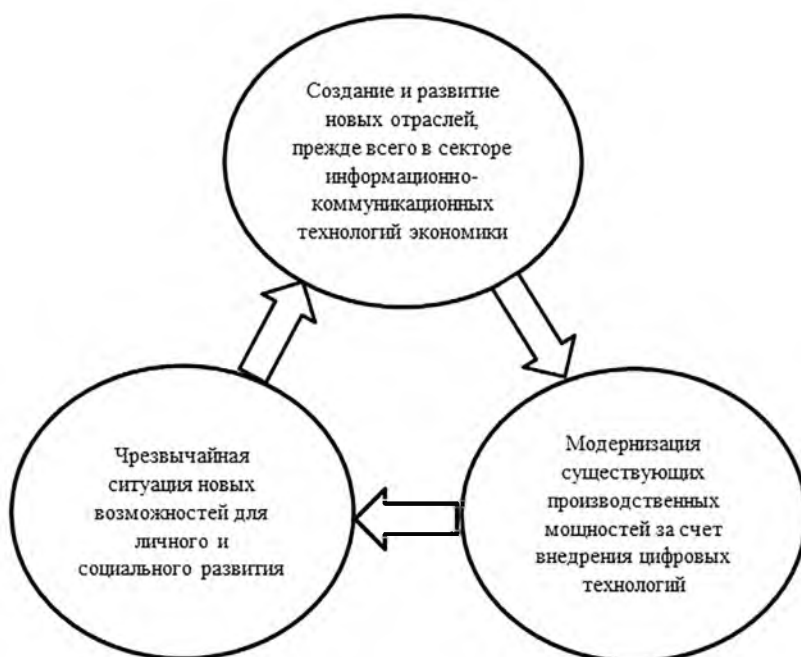 Создание и развитие
новых отраслей,
прежде всего в секторе
информационно-
коммуникационных
технологий экономики
Чрезвычайная
ситуация новых
возможностей для
личного и
социального развития
Модернизация
существующих
производственных
мощностей за счет
внедрения цифровых
технологий